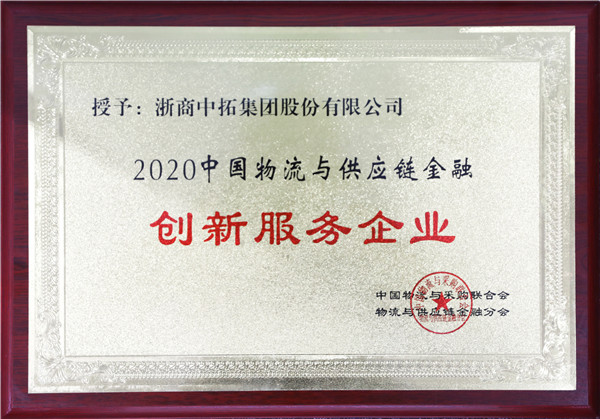 授予：浙商中拓集团股份有限公司
2020中国物流与供应链金融
创新服务企业
中国物流与采购联合会
物流与供应链金融分会